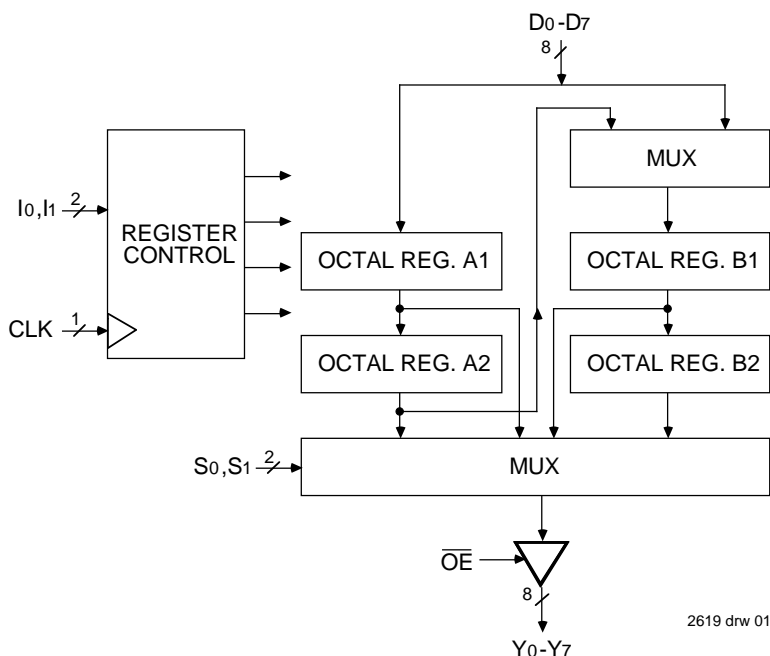 D0-D7
8
MUX
I0,I1
2
REGISTER
CONTROL
OCTAL REG. A1
OCTAL REG. B1
CLK
1
OCTAL REG. A2
OCTAL REG. B2
S0,S1
2
MUX
OE
8
2619 drw 01
Y0-Y7